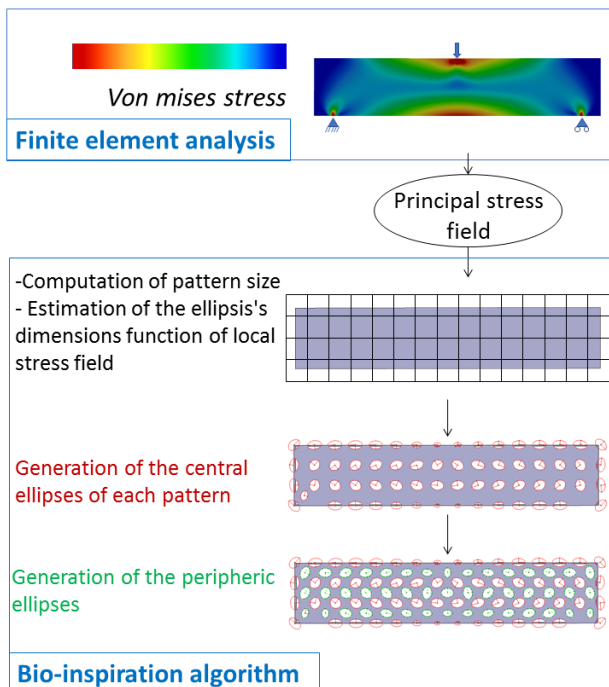 Von mises stress
Finite element analysis
Principal stress
field
-Computation of pattern size
- Estimation of the ellipsis's
dimensions function of local
stress field
Generation of the central
ellipses of each pattern
Generation of the peripheric
ellipses
Bio-inspiration algorithm